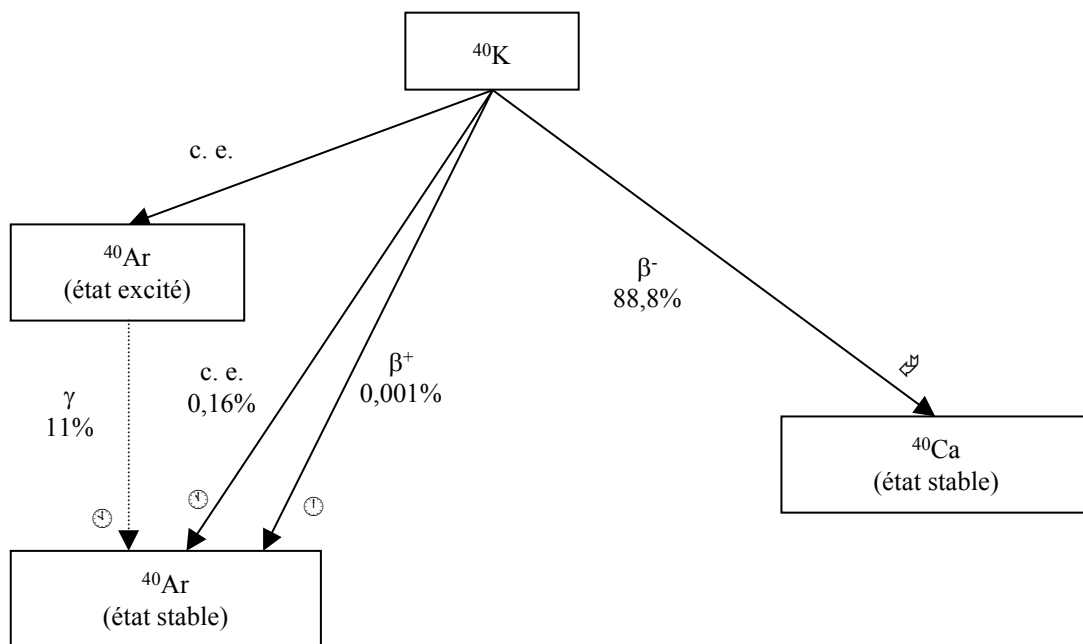 ⁴⁰K
c. e.
⁴⁰Ar
(état excité)
β⁻
88,8%
c. e.
0,16%
β⁺
0,001%
γ
11%
⁴⁰Ca
(état stable)
⁴⁰Ar
(état stable)